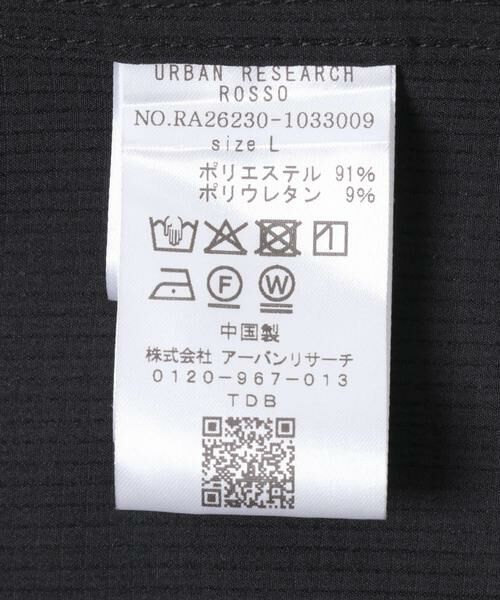 URBAN RESEARCH
ROSSO
NO.RA26230-1033009
size L
ポリエステル 91%
ポリウレタン 9%
F
W
中国製
株式会社 アーバンリサーチ
0120-967-013
TDB